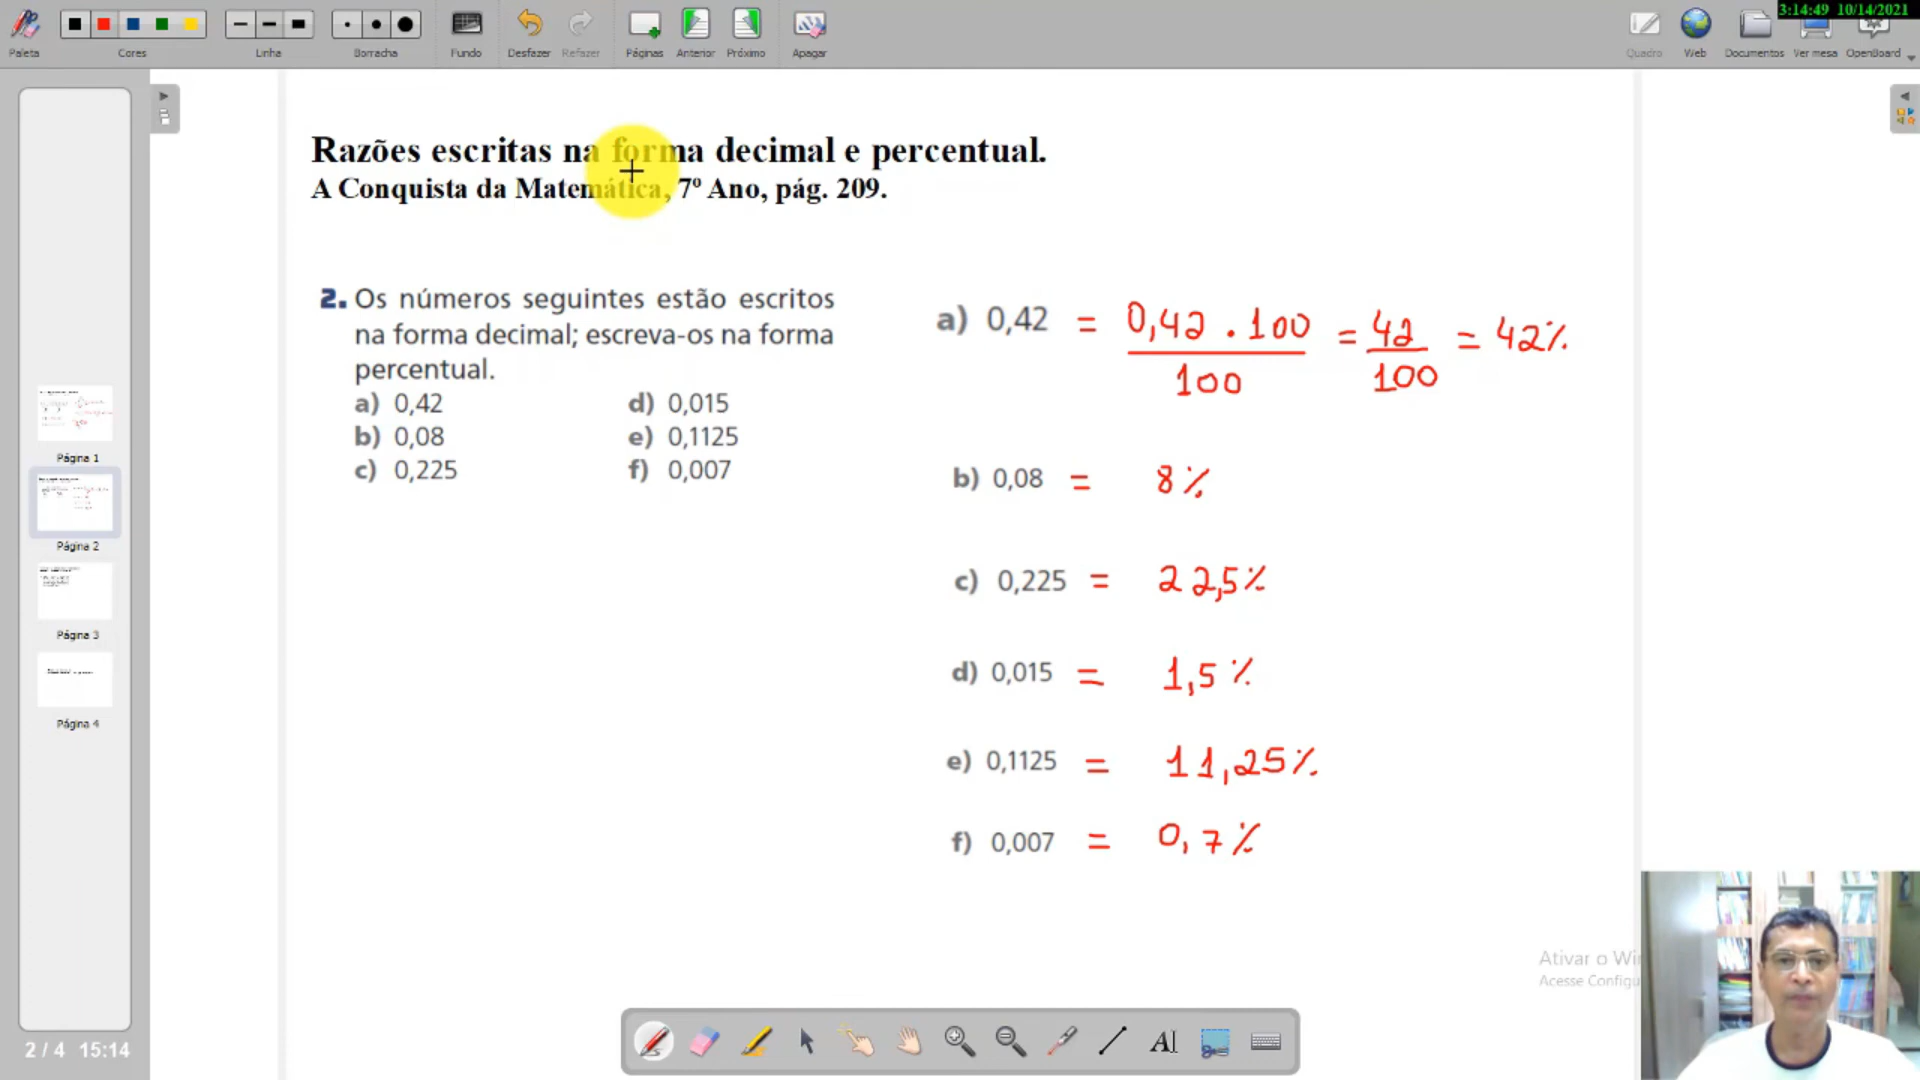 3:14:49 10/14/2021
Paleta Cores Linha Borracha Fundo Desfazer Refazer Páginas Anterior Próximo Apagar Quadro Web Documentos Ver mesa OpenBoard
Razões escritas na forma decimal e percentual.
A Conquista da Matemática, 7º Ano, pág. 209.
2. Os números seguintes estão escritos
na forma decimal; escreva-os na forma
percentual.
a) 0,42 d) 0,015
b) 0,08 e) 0,1125
c) 0,225 f) 0,007
a) 0,42 = 0,42 . 100 / 100 = 42 / 100 = 42%
b) 0,08 = 8%
c) 0,225 = 22,5%
d) 0,015 = 1,5%
e) 0,1125 = 11,25%
f) 0,007 = 0,7%
Página 1
Página 2
Página 3
Página 4
2 / 4 15:14
Ativar o Wi
Acesse Configu
AI